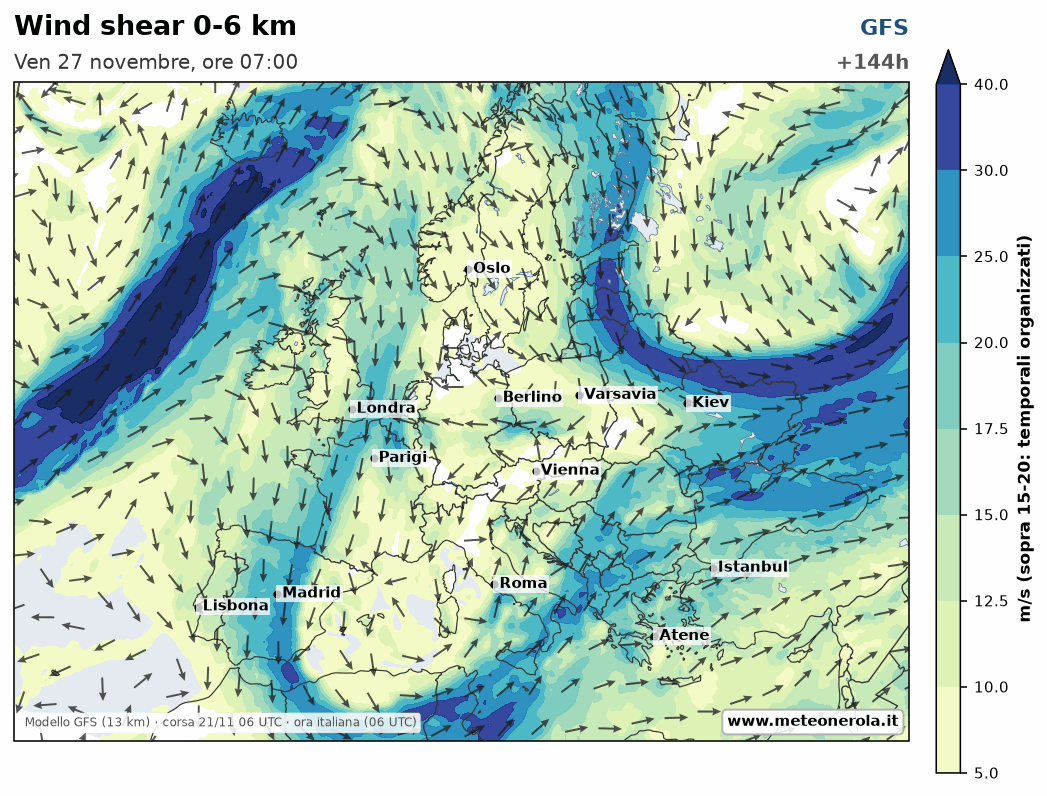 Wind shear 0-6 km
GFS
Ven 27 novembre, ore 07:00
+144h
40.0
30.0
25.0
20.0
17.5
15.0
12.5
10.0
5.0
m/s (sopra 15-20: temporali organizzati)
Oslo
Londra
Berlino
Varsavia
Kiev
Parigi
Vienna
Istanbul
Roma
Madrid
Lisbona
Atene
Modello GFS (13 km) · corsa 21/11 06 UTC · ora italiana (06 UTC)
www.meteonerola.it